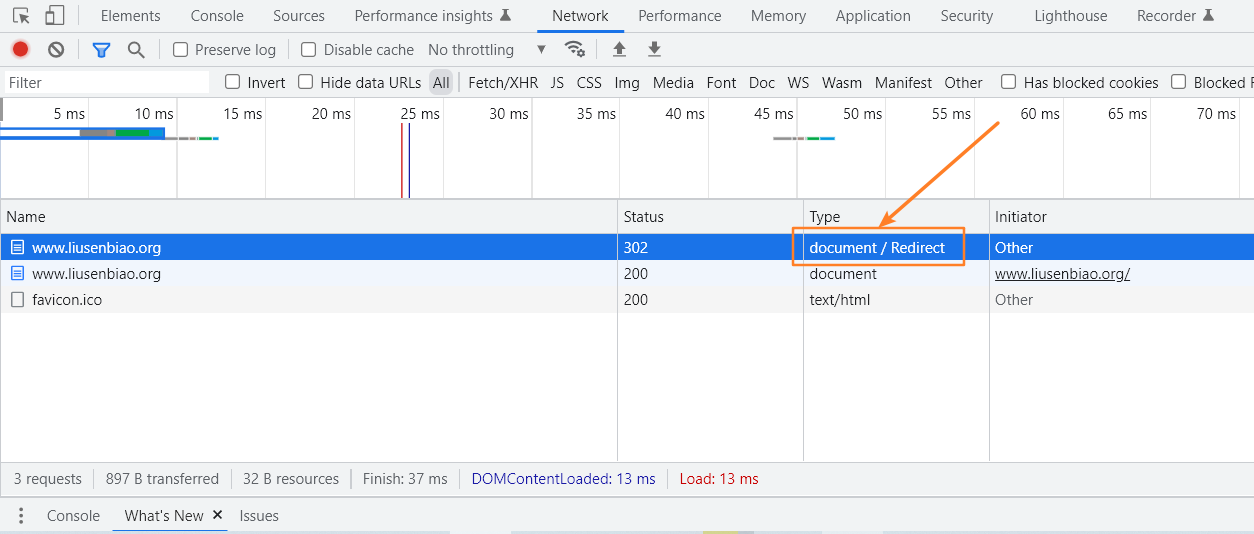 Elements Console Sources Performance insights Network Performance Memory Application Security Lighthouse Recorder
Preserve log Disable cache No throttling
Filter Invert Hide data URLs All Fetch/XHR JS CSS Img Media Font Doc WS Wasm Manifest Other Has blocked cookies Blocked
5 ms 10 ms 15 ms 20 ms 25 ms 30 ms 35 ms 40 ms 45 ms 50 ms 55 ms 60 ms 65 ms 70 ms
Name Status Type Initiator
www.liusenbiao.org 302 document / Redirect Other
www.liusenbiao.org 200 document www.liusenbiao.org/
favicon.ico 200 text/html Other
3 requests 897 B transferred 32 B resources Finish: 37 ms DOMContentLoaded: 13 ms Load: 13 ms
Console What's New Issues